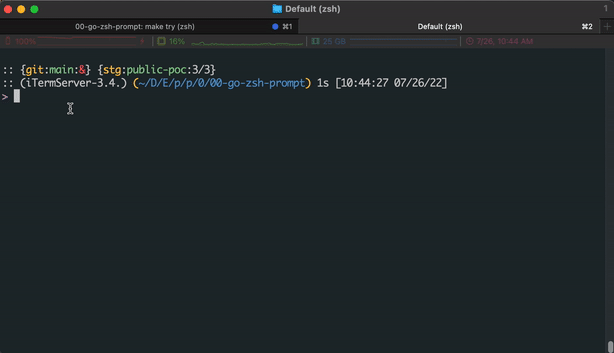 Default (zsh)
1
00-go-zsh-prompt: make try (zsh) ⌘1
Default (zsh) ⌘2
100% 16% 26 GB 7/26, 10:44 AM
:: {git:main:&} {stg:public-poc:3/3}
:: (iTermServer-3.4.) (~/D/E/p/p/0/00-go-zsh-prompt) 1s [10:44:27 07/26/22]
>